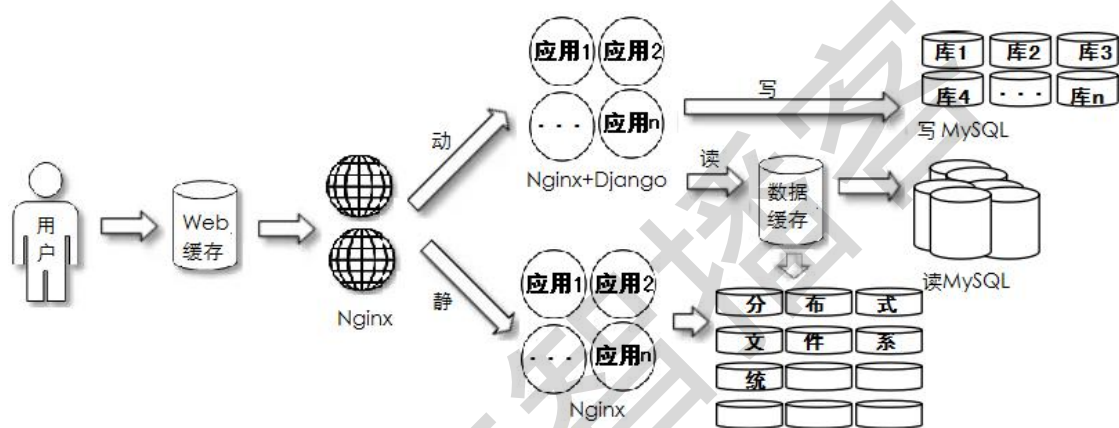 用
户
Web
缓存
Nginx
动
静
应用1
应用2
···
应用n
Nginx+Django
写
读
库1
库2
库3
库4
···
库n
写 MySQL
数据
缓存
读MySQL
应用1
应用2
···
应用n
Nginx
分
布
式
文
件
系
统
智播客